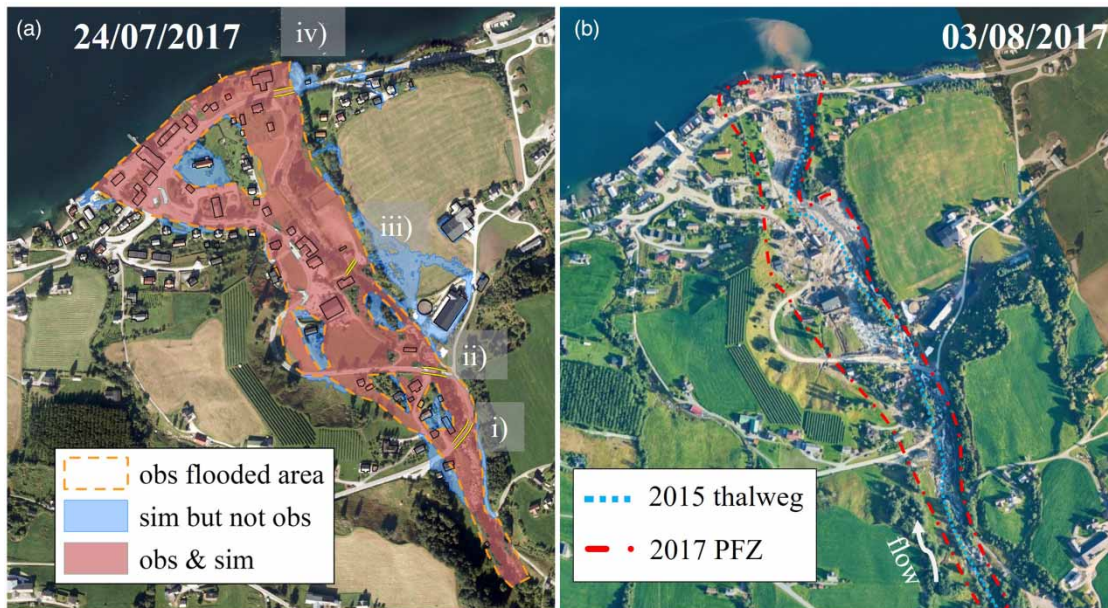 (a)
24/07/2017
iv)
iii)
ii)
i)
obs flooded area
sim but not obs
obs & sim
(b)
03/08/2017
2015 thalweg
2017 PFZ
flow